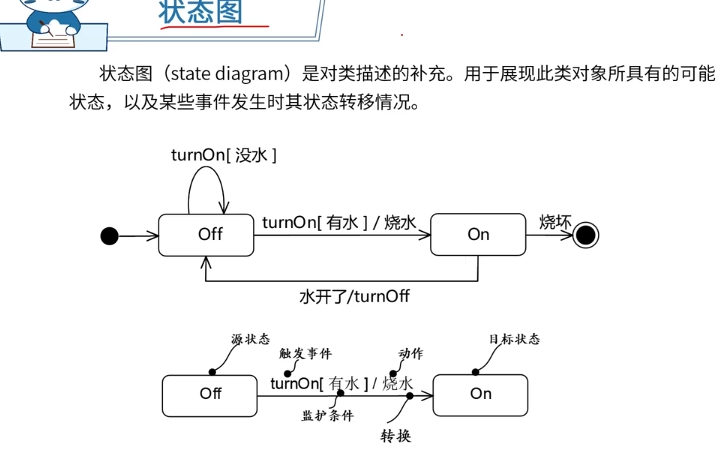 状态图
状态图（state diagram）是对类描述的补充。用于展现此类对象所具有的可能
状态，以及某些事件发生时其状态转移情况。
turnOn[ 没水 ]
Off
turnOn[ 有水 ] / 烧水
On
烧坏
水开了/turnOff
源状态
触发事件
动作
目标状态
Off
turnOn[ 有水 ] / 烧水
On
监护条件
转换